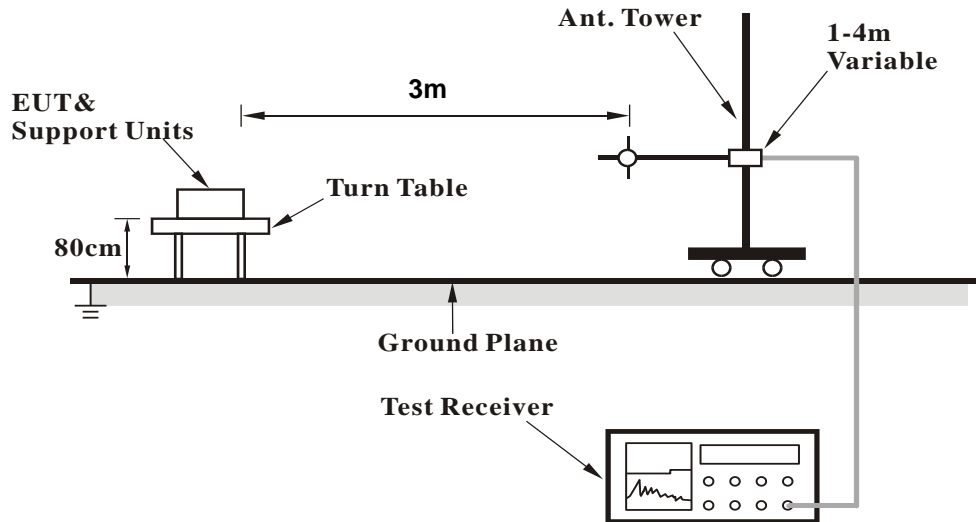 Ant. Tower
1-4m
Variable
3m
EUT&
Support Units
Turn Table
80cm
Ground Plane
Test Receiver